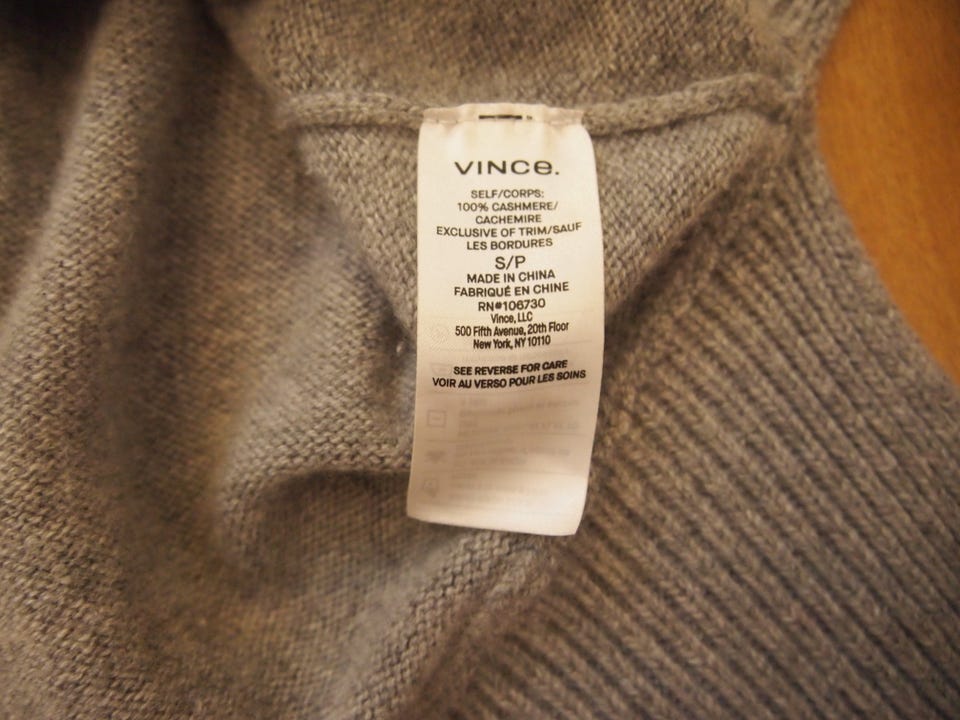 VINCe.
SELF/CORPS:
100% CASHMERE/
CACHEMIRE
EXCLUSIVE OF TRIM/SAUF
LES BORDURES
S/P
MADE IN CHINA
FABRIQUÉ EN CHINE
RN#106730
Vince, LLC
500 Fifth Avenue, 20th Floor
New York, NY 10110
SEE REVERSE FOR CARE
VOIR AU VERSO POUR LES SOINS